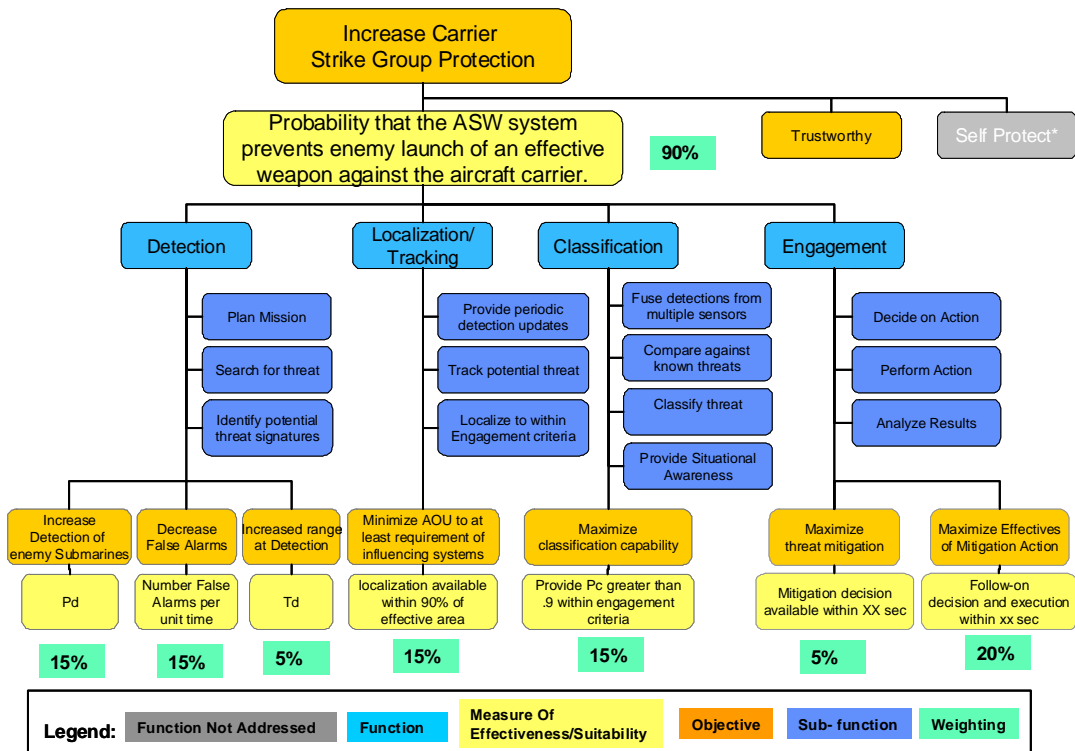 Increase Carrier
Strike Group Protection
Probability that the ASW system
prevents enemy launch of an effective
weapon against the aircraft carrier.
90%
Trustworthy
Self Protect*
Detection
Localization/
Tracking
Classification
Engagement
Plan Mission
Search for threat
Identify potential
threat signatures
Provide periodic
detection updates
Track potential threat
Localize to within
Engagement criteria
Fuse detections from
multiple sensors
Compare against
known threats
Classify threat
Provide Situational
Awareness
Decide on Action
Perform Action
Analyze Results
Increase
Detection of
enemy Submarines
Decrease
False Alarms
Increased range
at Detection
Minimize AOU to at
least requirement of
influencing systems
Maximize
classification capability
Maximize
threat mitigation
Maximize Effectives
of Mitigation Action
Pd
Number False
Alarms per
unit time
Td
localization available
within 90% of
effective area
Provide Pc greater than
.9 within engagement
criteria
Mitigation decision
available within XX sec
Follow-on
decision and execution
within xx sec
15%
15%
5%
15%
15%
5%
20%
Legend:
Function Not Addressed
Function
Measure Of
Effectiveness/Suitability
Objective
Sub- function
Weighting